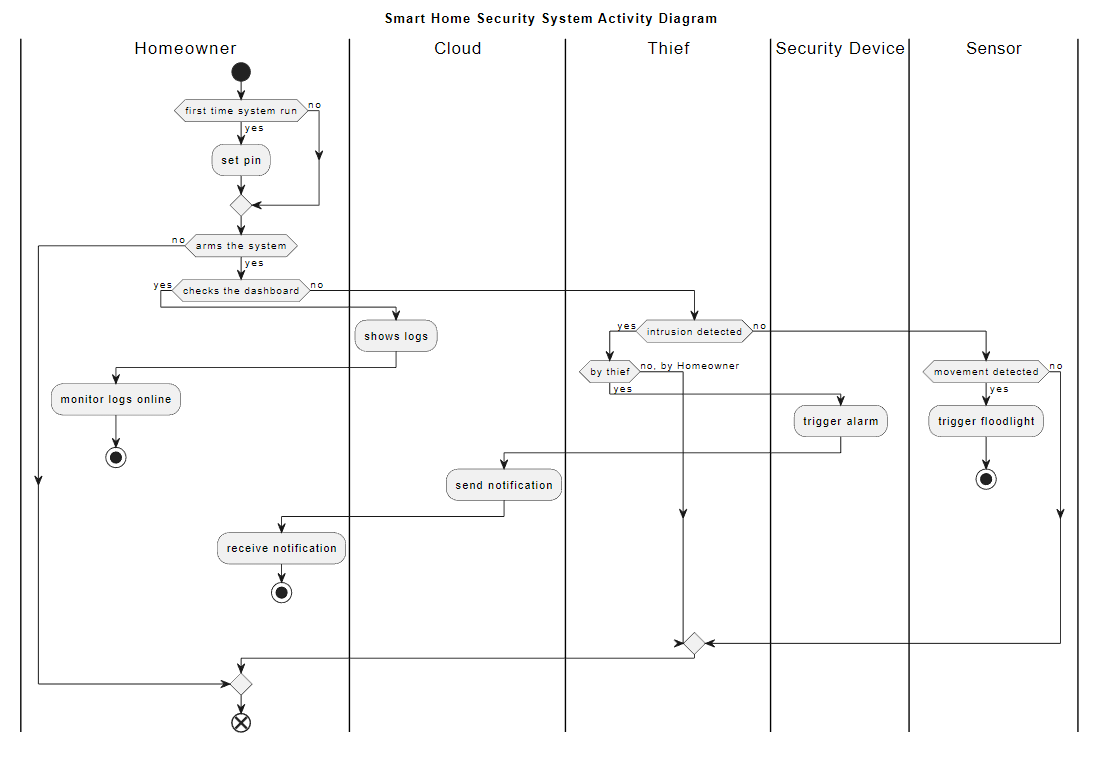 Smart Home Security System Activity Diagram
Homeowner
Cloud
Thief
Security Device
Sensor
first time system run
no
yes
set pin
no
arms the system
yes
yes
checks the dashboard
no
shows logs
yes
intrusion detected
no
by thief
no, by Homeowner
yes
movement detected
no
yes
monitor logs online
trigger alarm
trigger floodlight
send notification
receive notification